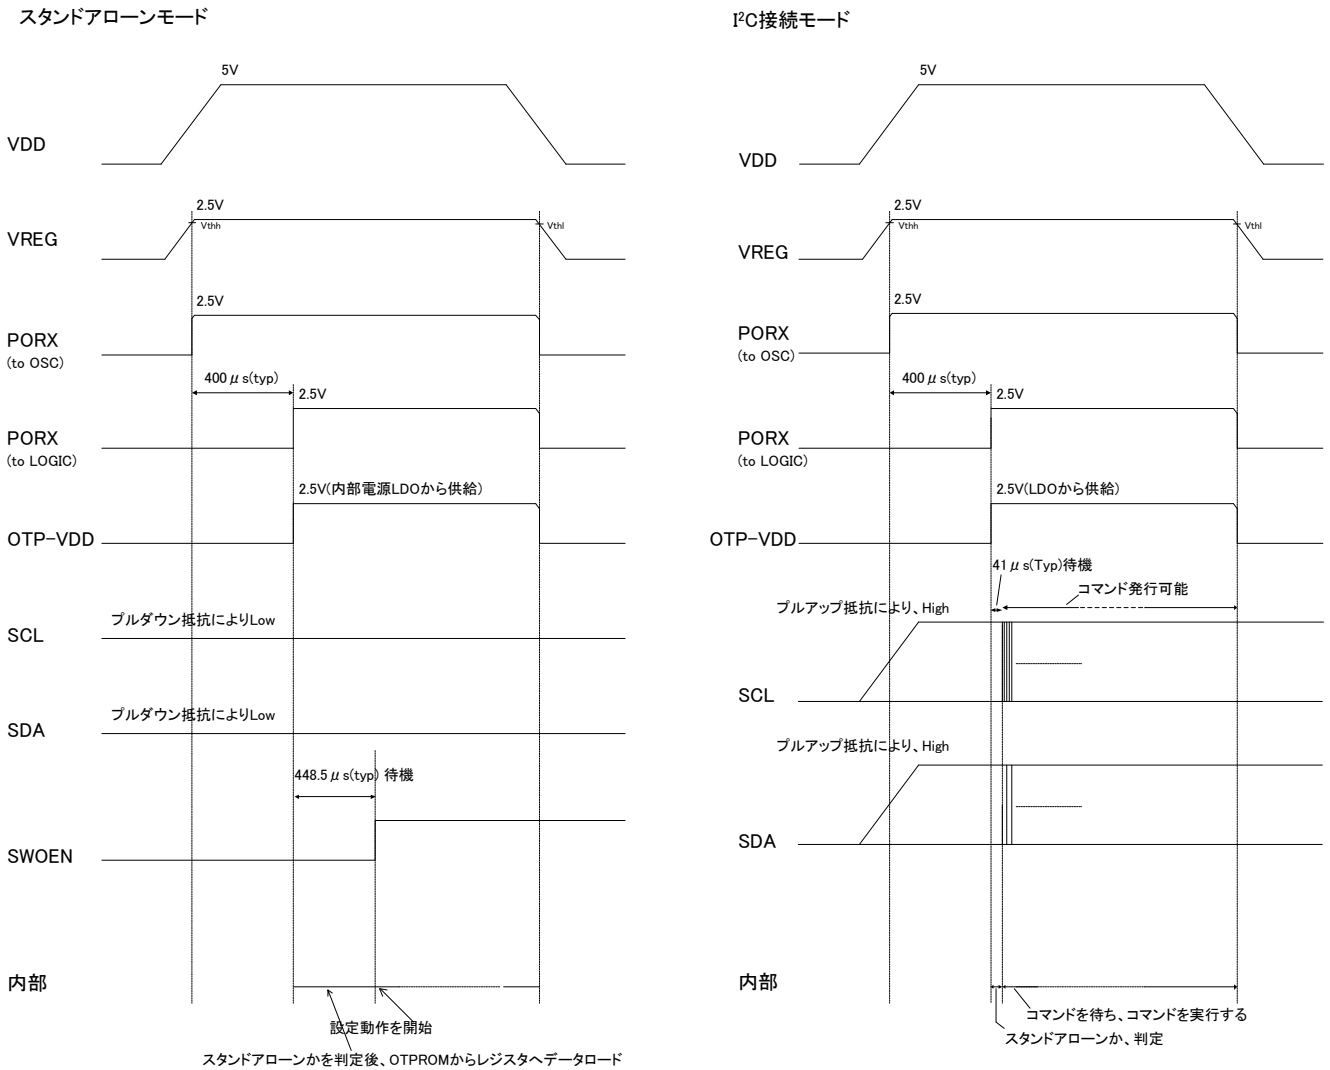 スタンドアローンモード
VDD
5V
VREG
2.5V
Vthh
Vthl
PORX
(to OSC)
2.5V
400μs(typ)
PORX
(to LOGIC)
2.5V
OTP-VDD
2.5V(内部電源LDOから供給)
SCL
プルダウン抵抗によりLow
SDA
プルダウン抵抗によりLow
448.5μs(typ) 待機
SWOEN
内部
設定動作を開始
スタンドアローンかを判定後、OTPROMからレジスタへデータロード
I²C接続モード
VDD
5V
VREG
2.5V
Vthh
Vthl
PORX
(to OSC)
2.5V
400μs(typ)
PORX
(to LOGIC)
2.5V
OTP-VDD
2.5V(LDOから供給)
41μs(Typ)待機
コマンド発行可能
プルアップ抵抗により、High
SCL
プルアップ抵抗により、High
SDA
内部
コマンドを待ち、コマンドを実行する
スタンドアローンか、判定